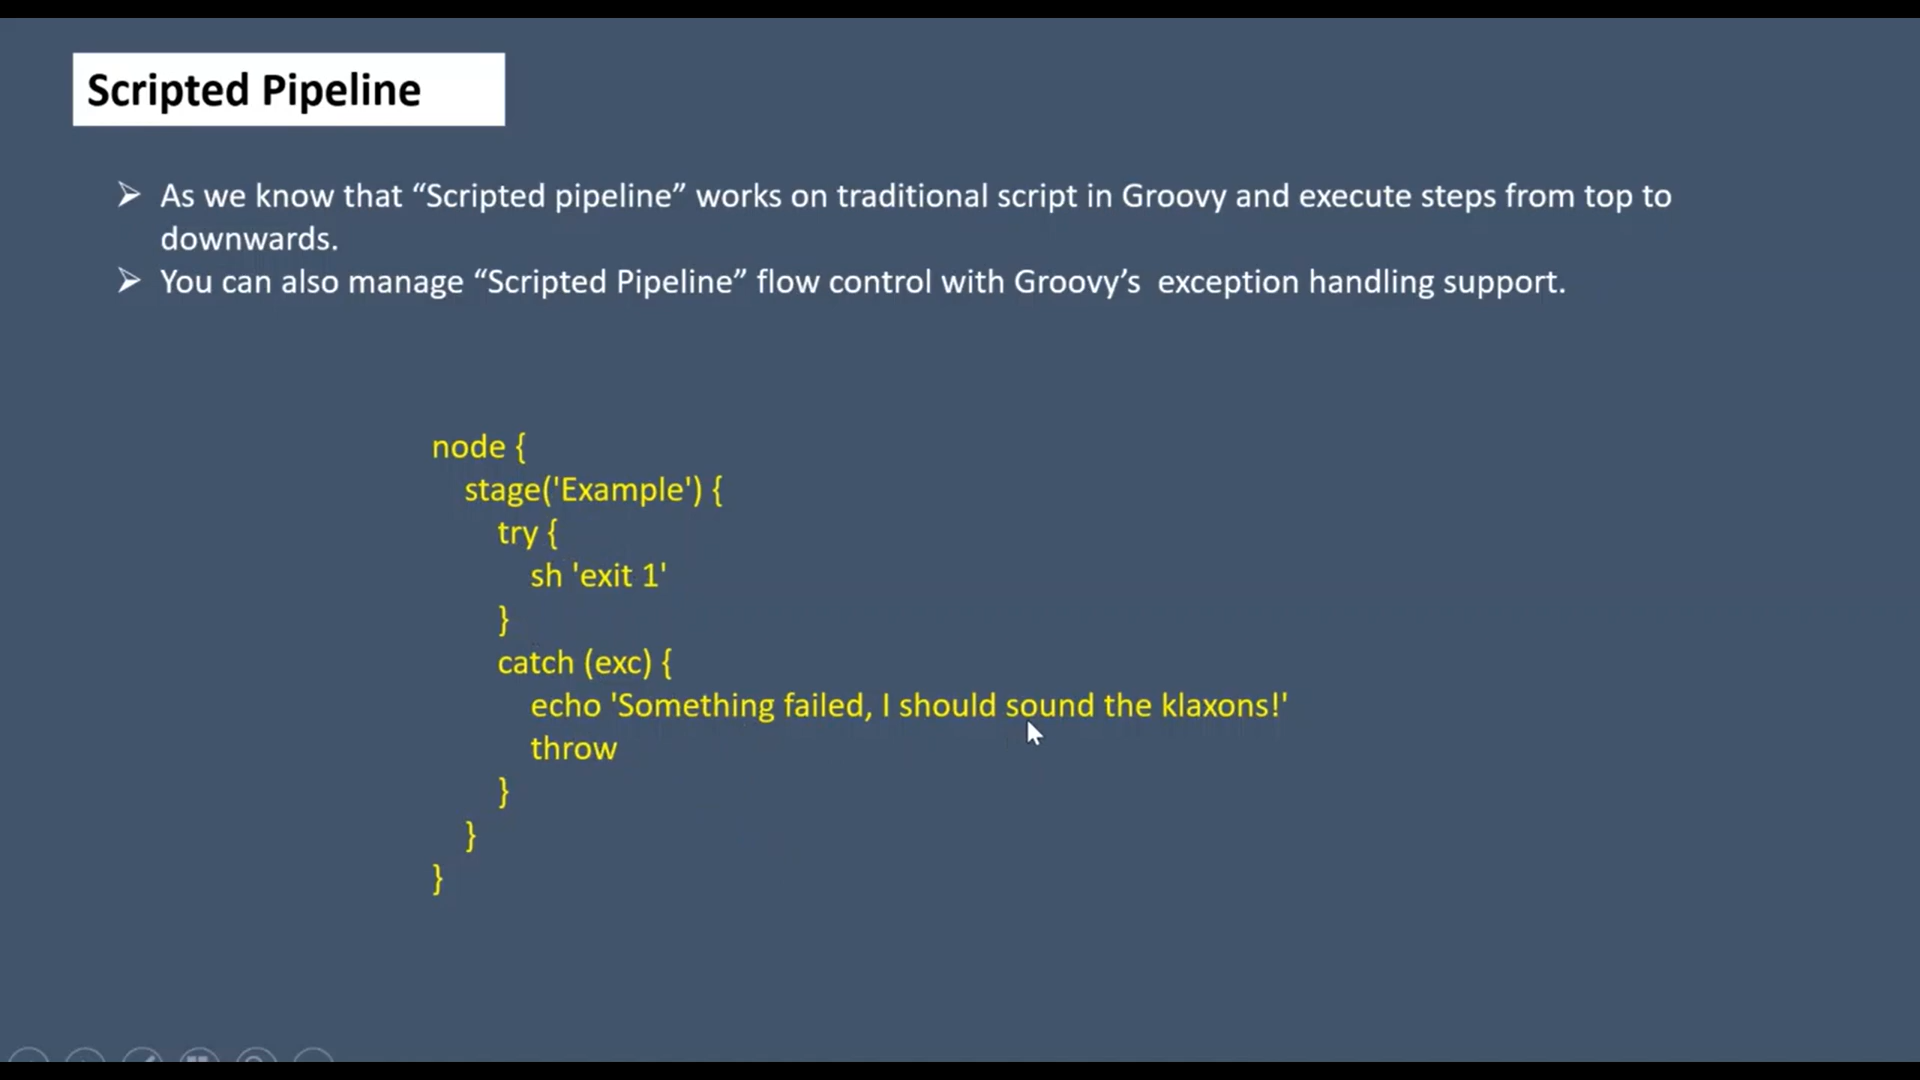 Scripted Pipeline
As we know that “Scripted pipeline” works on traditional script in Groovy and execute steps from top to
downwards.
You can also manage “Scripted Pipeline” flow control with Groovy’s  exception handling support.
node {
stage('Example') {
try {
sh 'exit 1'
}
catch (exc) {
echo 'Something failed, I should sound the klaxons!'
throw
}
}
}